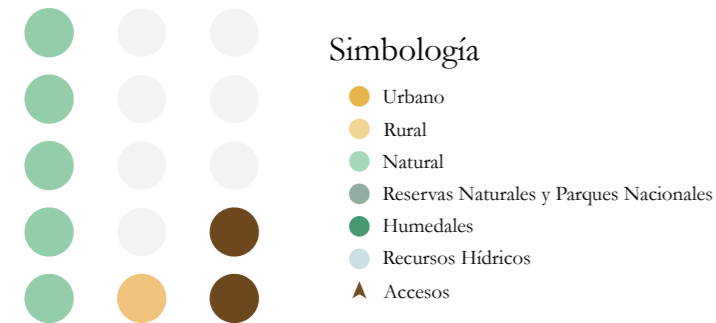 Simbología
Urbano
Rural
Natural
Reservas Naturales y Parques Nacionales
Humedales
Recursos Hídricos
Accesos